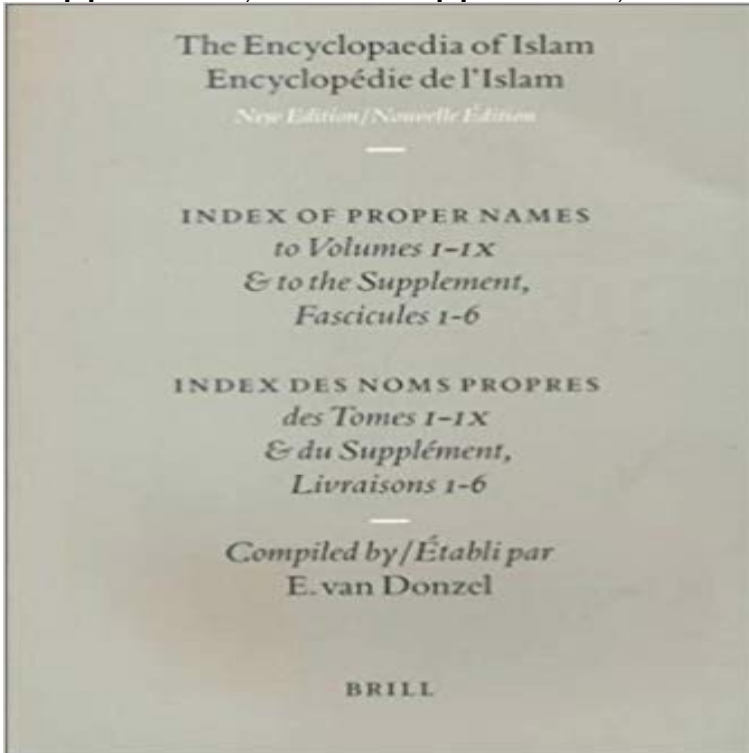 The Encyclopaedia of Islam
Encyclopédie de l'Islam
New Edition/Nouvelle Édition
INDEX OF PROPER NAMES
to Volumes I–IX
& to the Supplement,
Fascicules 1-6
INDEX DES NOMS PROPRES
des Tomes I–IX
& du Supplément,
Livraisons 1-6
Compiled by/Établi par
E. van Donzel
BRILL